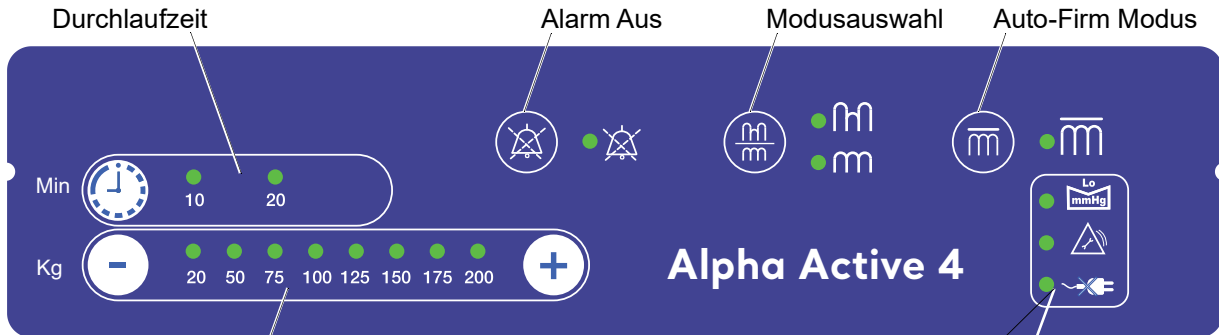 Durchlaufzeit
Alarm Aus
Modusauswahl
Auto-Firm Modus
Min
10 20
Lo
mmHg
Kg
- 20 50 75 100 125 150 175 200 +
Alpha Active 4